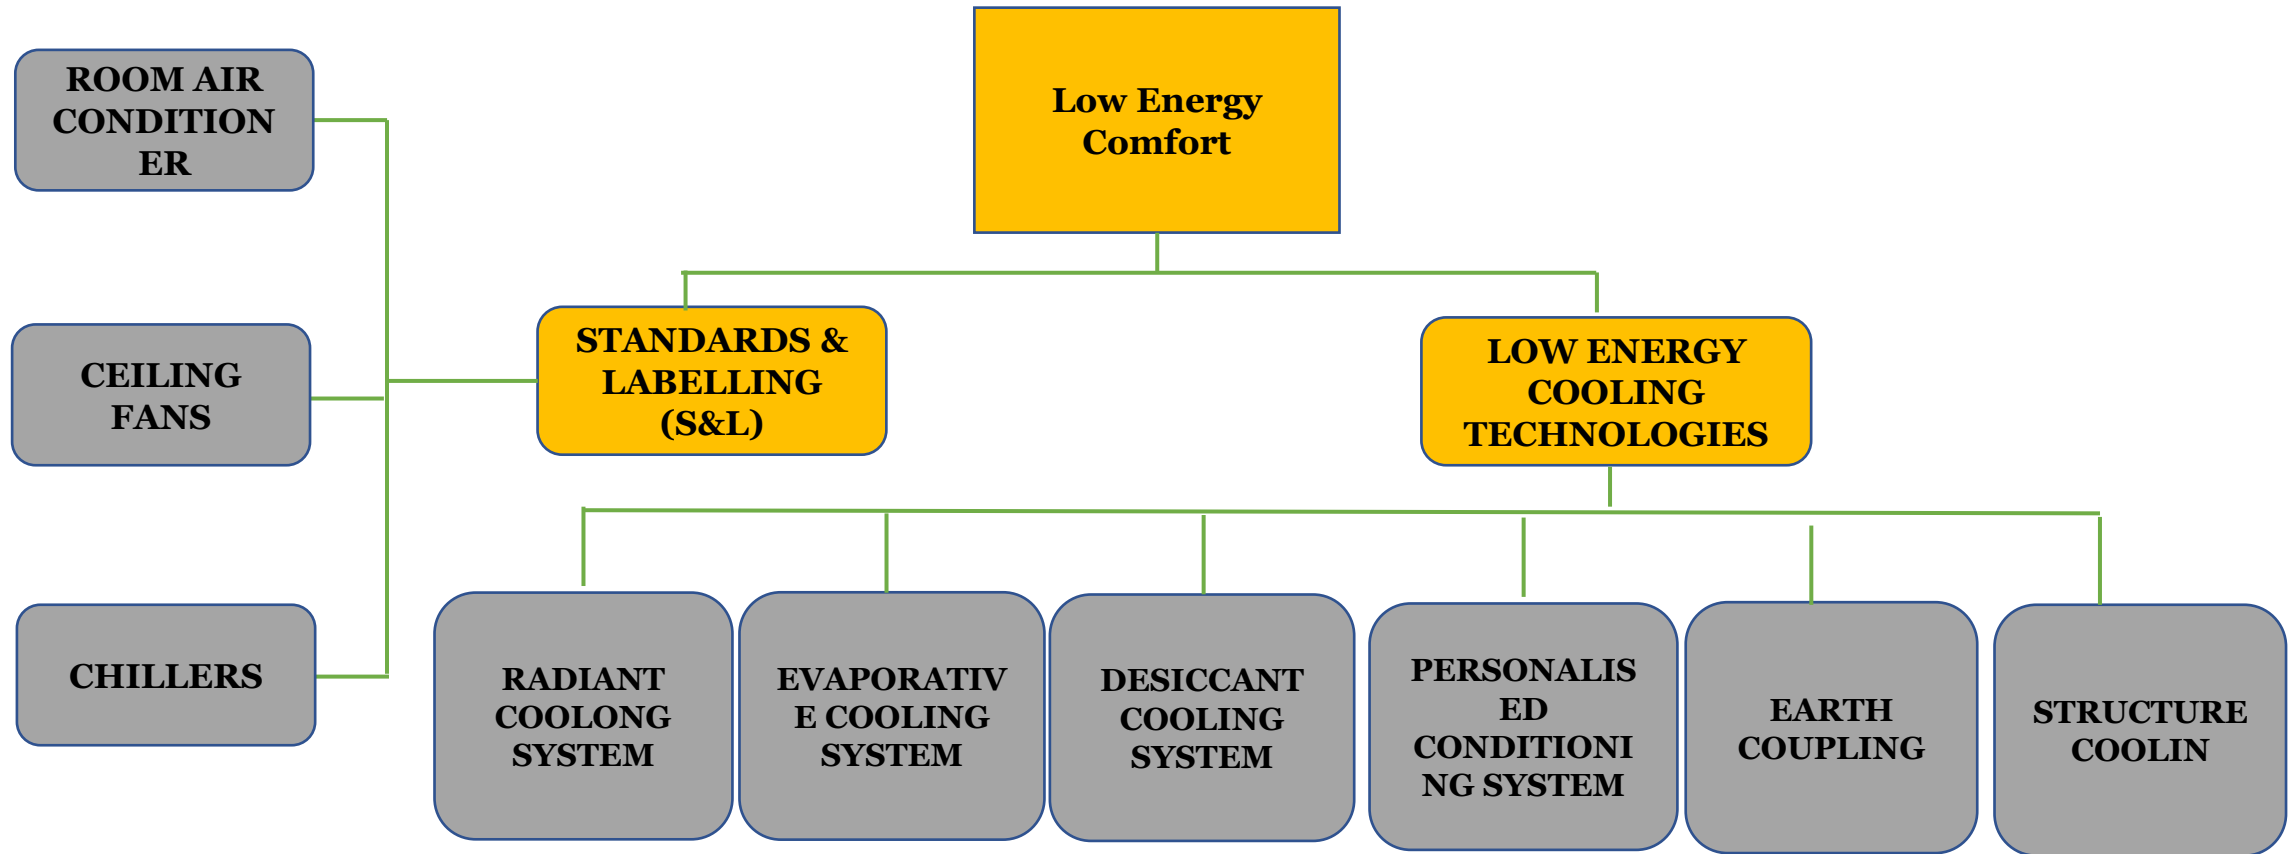 Low Energy
Comfort
ROOM AIR
CONDITION
ER
CEILING
FANS
CHILLERS
STANDARDS &
LABELLING
(S&L)
LOW ENERGY
COOLING
TECHNOLOGIES
RADIANT
COOLONG
SYSTEM
EVAPORATIV
E COOLING
SYSTEM
DESICCANT
COOLING
SYSTEM
PERSONALIS
ED
CONDITIONI
NG SYSTEM
EARTH
COUPLING
STRUCTURE
COOLIN